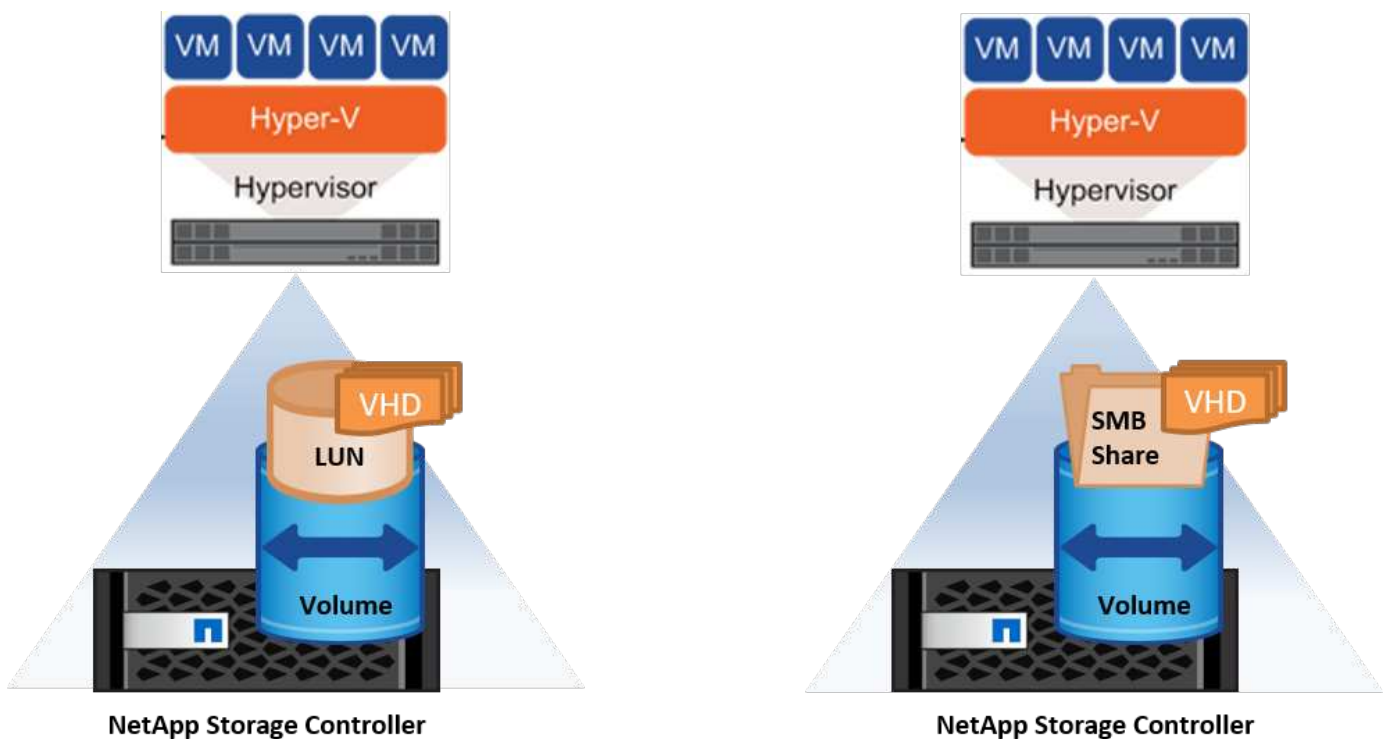 VM VM VM VM
Hyper-V
Hypervisor
VHD
LUN
Volume
NetApp Storage Controller
VM VM VM VM
Hyper-V
Hypervisor
VHD
SMB
Share
Volume
NetApp Storage Controller